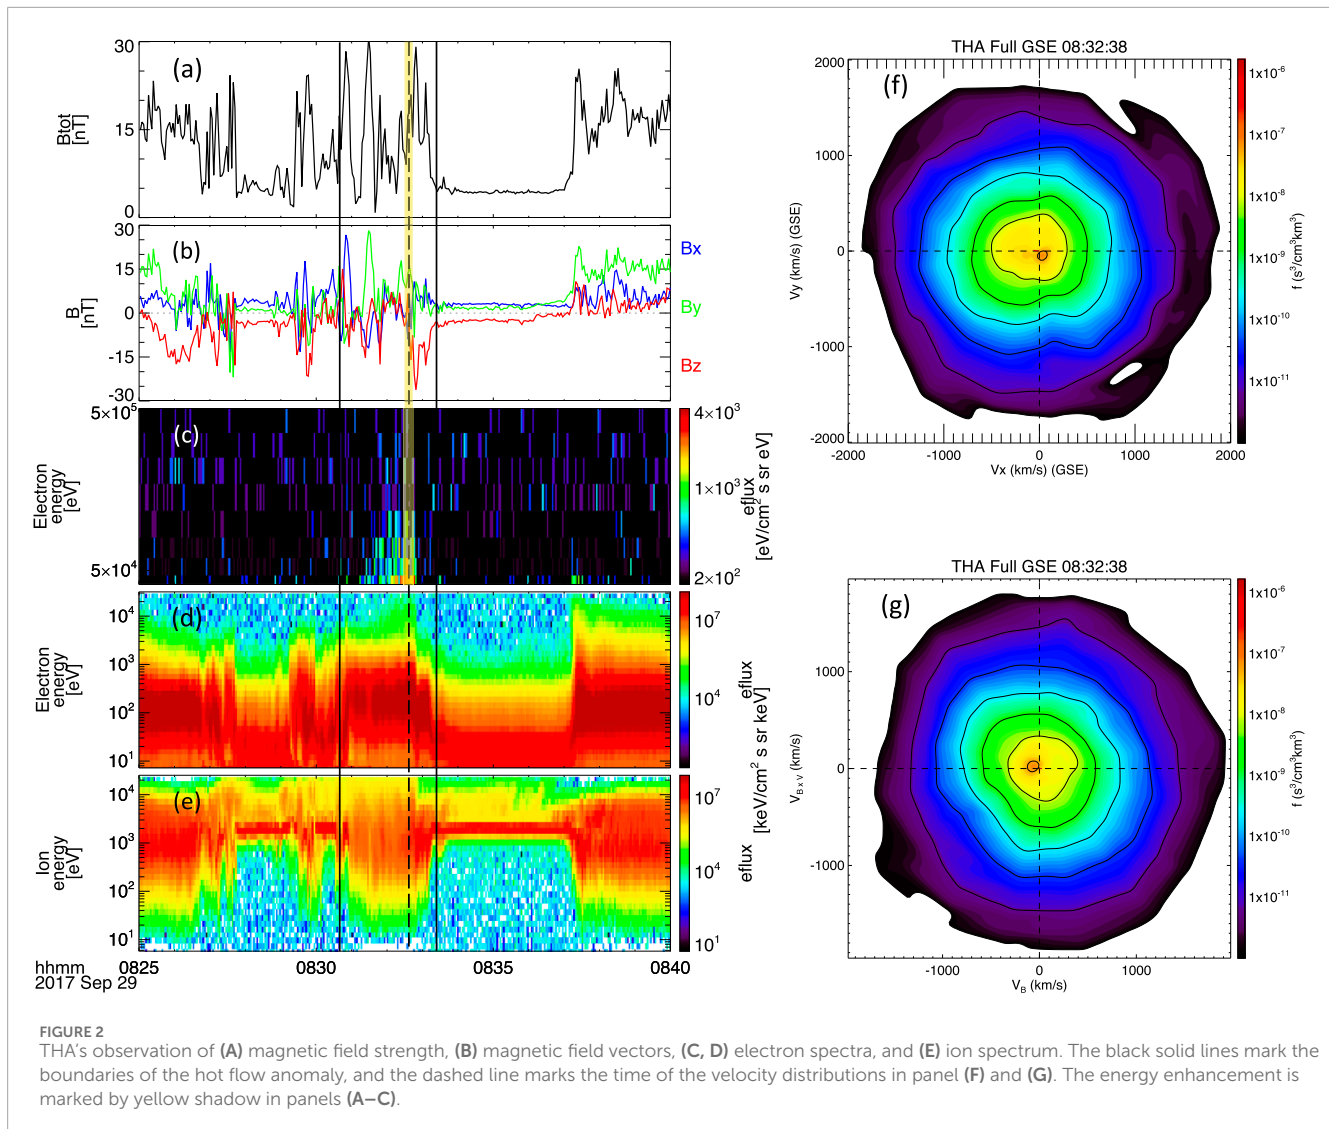 (a)
30
15
0
Btot
[nT]
(b)
30
15
0
-15
-30
B
[nT]
Bx
By
Bz
(c)
5×10⁵
5×10⁴
Electron
energy
[eV]
4×10³
1×10³
2×10²
eflux
[eV/cm² s sr eV]
(d)
10⁴
10³
10²
10¹
Electron
energy
[eV]
10⁷
10⁴
10¹
eflux
[keV/cm² s sr keV]
(e)
10⁴
10³
10²
10¹
Ion
energy
[eV]
10⁷
10⁴
10¹
eflux
hhmm
2017 Sep 29
0825 0830 0835 0840
THA Full GSE 08:32:38
(f)
2000
1000
0
-1000
-2000
Vy (km/s) (GSE)
-2000 -1000 0 1000 2000
Vx (km/s) (GSE)
1x10⁻⁶
1x10⁻⁷
1x10⁻⁸
1x10⁻⁹
1x10⁻¹⁰
1x10⁻¹¹
f (s³/cm³km³)
THA Full GSE 08:32:38
(g)
1000
0
-1000
V_B x V (km/s)
-1000 0 1000
V_B (km/s)
1x10⁻⁶
1x10⁻⁷
1x10⁻⁸
1x10⁻⁹
1x10⁻¹⁰
1x10⁻¹¹
f (s³/cm³km³)
FIGURE 2
THA's observation of (A) magnetic field strength, (B) magnetic field vectors, (C, D) electron spectra, and (E) ion spectrum. The black solid lines mark the
boundaries of the hot flow anomaly, and the dashed line marks the time of the velocity distributions in panel (F) and (G). The energy enhancement is
marked by yellow shadow in panels (A–C).